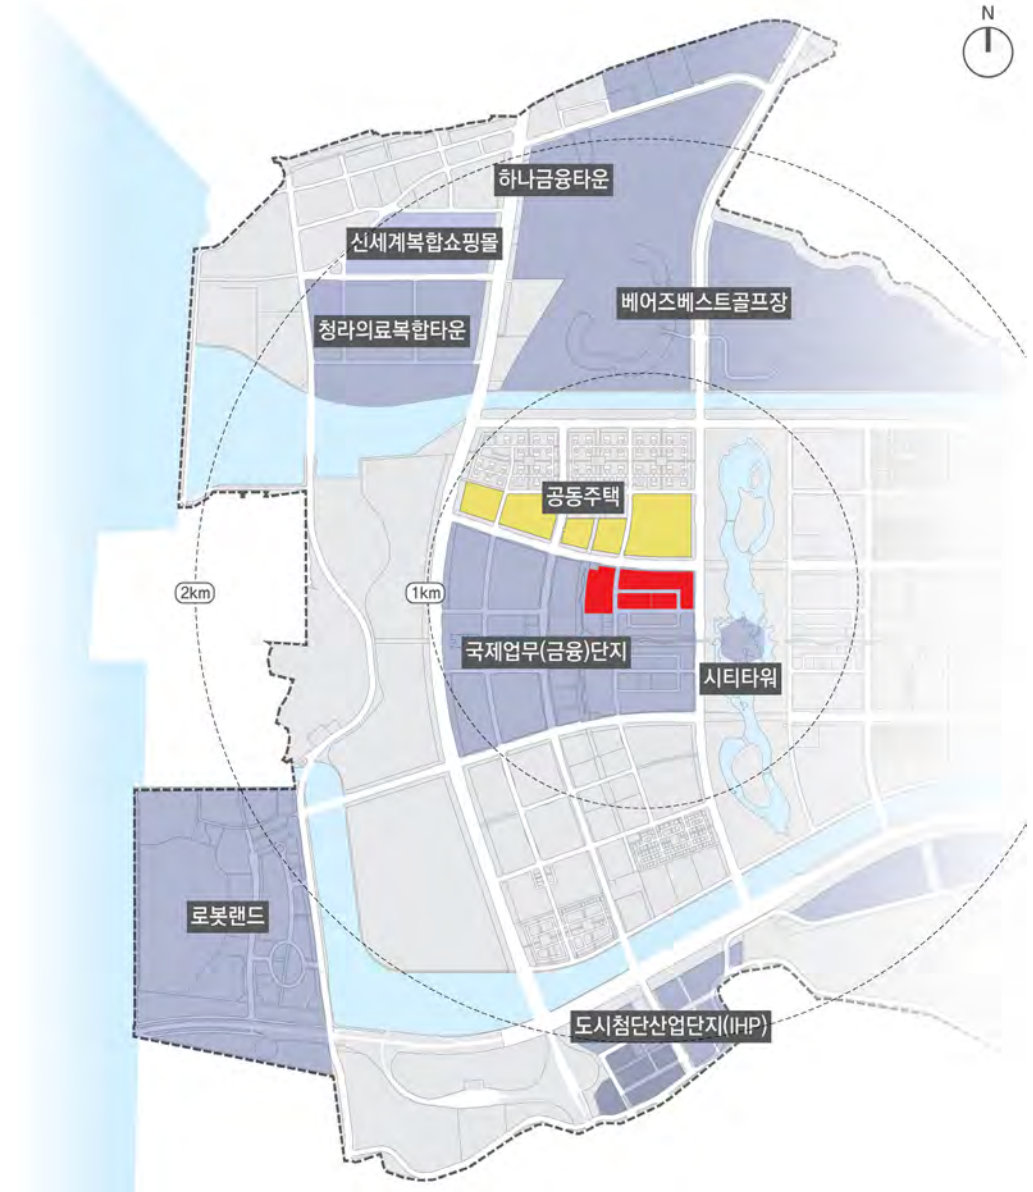 N
하나금융타운
신세계복합쇼핑몰
베어즈베스트골프장
청라의료복합타운
공동주택
2km
1km
국제업무(금융)단지
시티타워
로봇랜드
도시첨단산업단지(IHP)